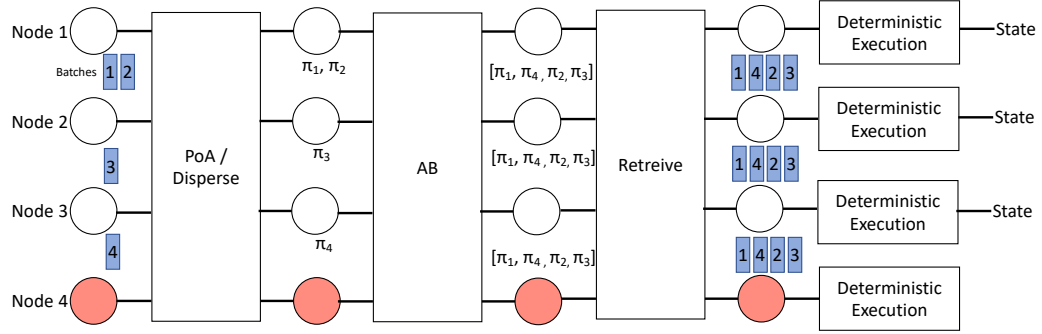 Node 1
Batches 1 2
π₁, π₂
[π₁, π₄, π₂, π₃]
1 4 2 3
Deterministic
Execution
State
Node 2
3
PoA /
Disperse
π₃
AB
[π₁, π₄, π₂, π₃]
Retreive
1 4 2 3
Deterministic
Execution
State
Node 3
4
π₄
[π₁, π₄, π₂, π₃]
1 4 2 3
Deterministic
Execution
State
Node 4
Deterministic
Execution